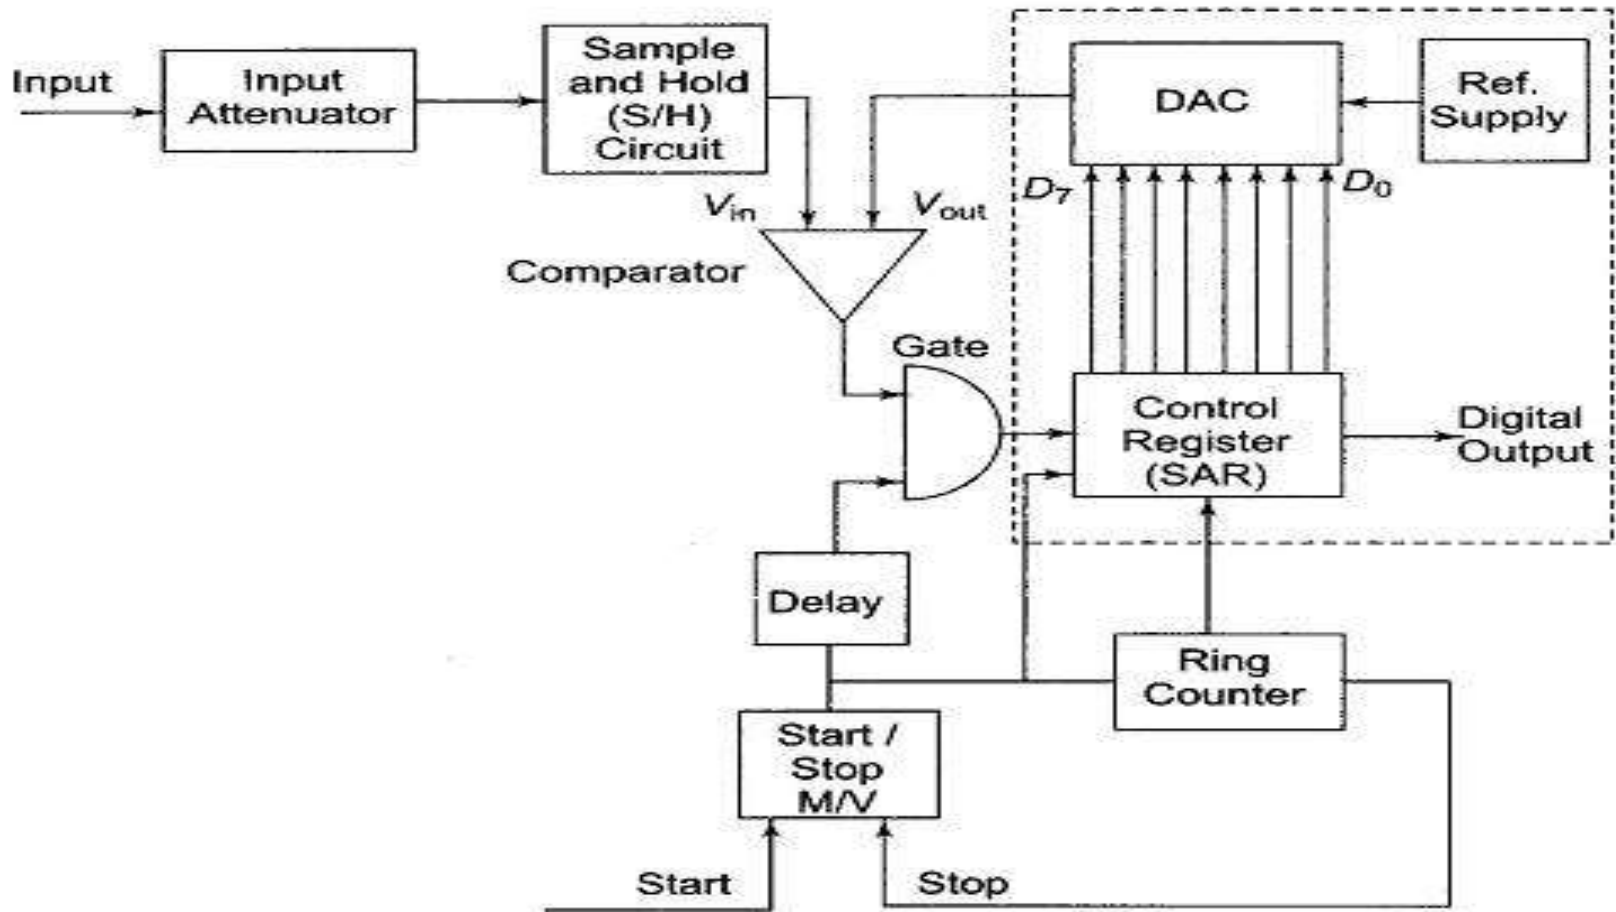 Input
Input
Attenuator
Sample
and Hold
(S/H)
Circuit
DAC
Ref.
Supply
Vin
Vout
D7
D0
Comparator
Gate
Control
Register
(SAR)
Digital
Output
Delay
Ring
Counter
Start /
Stop
M/V
Start
Stop